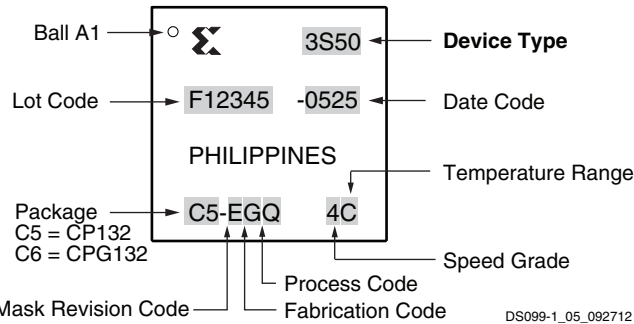 Ball A1
3S50
Device Type
Lot Code
F12345
-0525
Date Code
PHILIPPINES
Temperature Range
Package
C5-EGQ
4C
C5 = CP132
C6 = CPG132
Speed Grade
Process Code
Mask Revision Code
Fabrication Code
DS099-1_05_092712